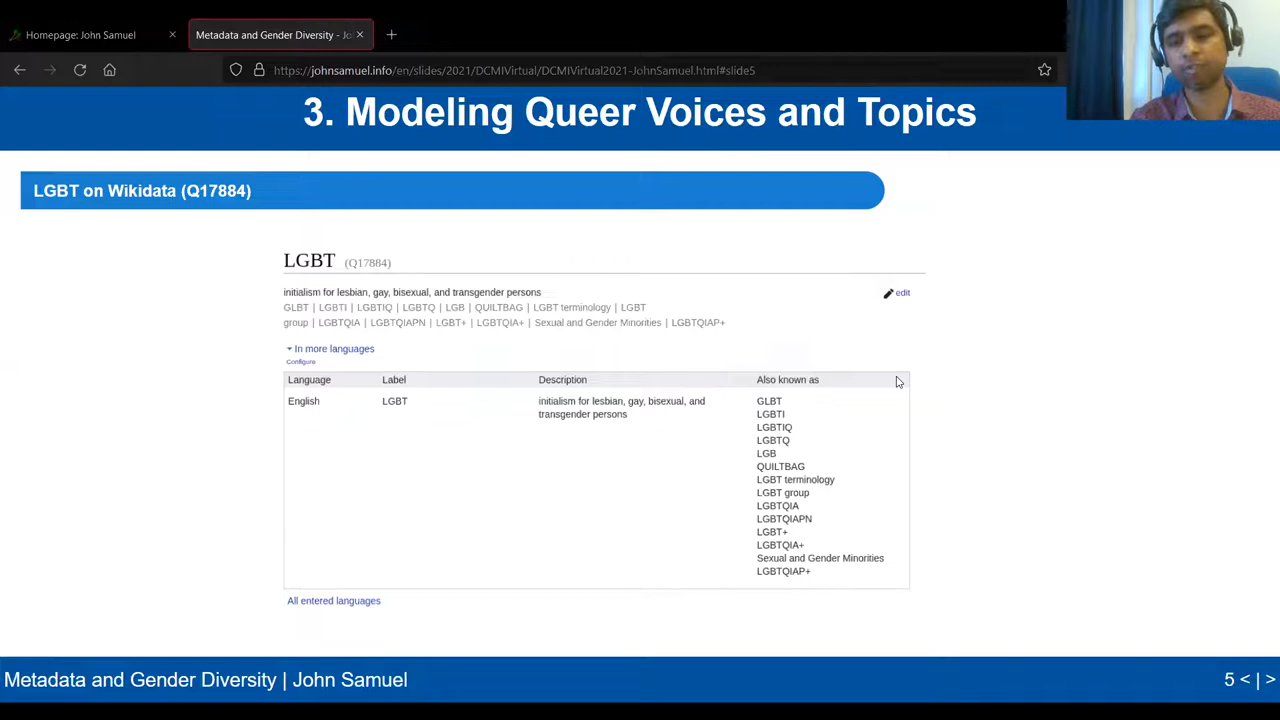 Homepage: John Samuel
Metadata and Gender Diversity - Jo
https://johnsamuel.info/en/slides/2021/DCMIVirtual/DCMIVirtual2021-JohnSamuel.html#slide5
3. Modeling Queer Voices and Topics
LGBT on Wikidata (Q17884)
LGBT (Q17884)
initialism for lesbian, gay, bisexual, and transgender persons
edit
GLBT | LGBTI | LGBTIQ | LGBTQ | LGB | QUILTBAG | LGBT terminology | LGBT
group | LGBTQIA | LGBTQIAPN | LGBT+ | LGBTQIA+ | Sexual and Gender Minorities | LGBTQIAP+
In more languages
Configure
Language Label Description Also known as
English LGBT initialism for lesbian, gay, bisexual, and GLBT
transgender persons LGBTI
LGBTIQ
LGBTQ
LGB
QUILTBAG
LGBT terminology
LGBT group
LGBTQIA
LGBTQIAPN
LGBT+
LGBTQIA+
Sexual and Gender Minorities
LGBTQIAP+
All entered languages
Metadata and Gender Diversity | John Samuel
5 < | >